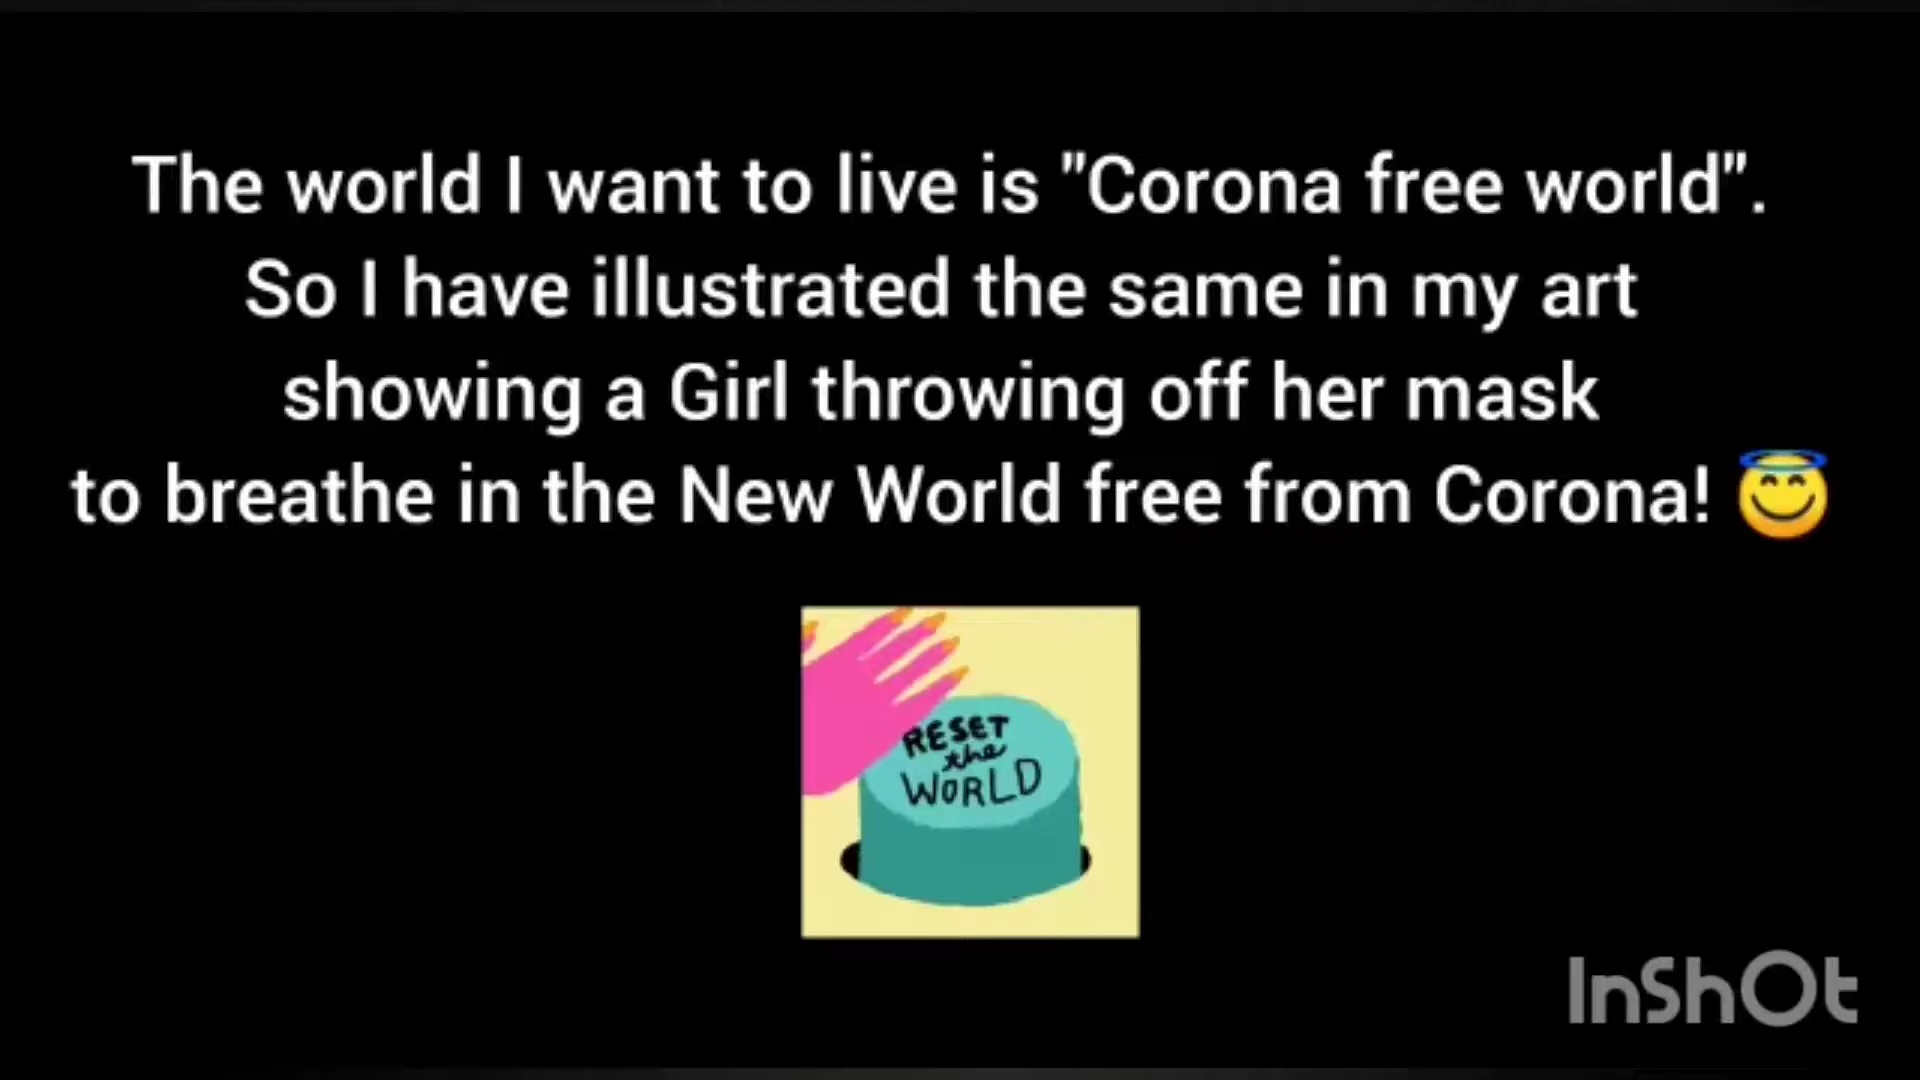 The world I want to live is "Corona free world".
So I have illustrated the same in my art
showing a Girl throwing off her mask
to breathe in the New World free from Corona! 😇
RESET
the
WORLD
InShOt